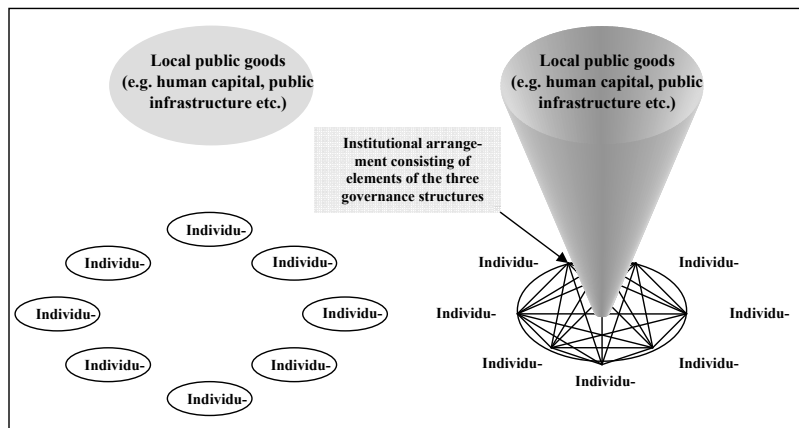 Local public goods
(e.g. human capital, public
infrastructure etc.)
Individu-
Individu-
Individu-
Individu-
Individu-
Individu-
Individu-
Individu-
Local public goods
(e.g. human capital, public
infrastructure etc.)
Institutional arrange-
ment consisting of
elements of the three
governance structures
Individu-
Individu-
Individu-
Individu-
Individu-
Individu-
Individu-